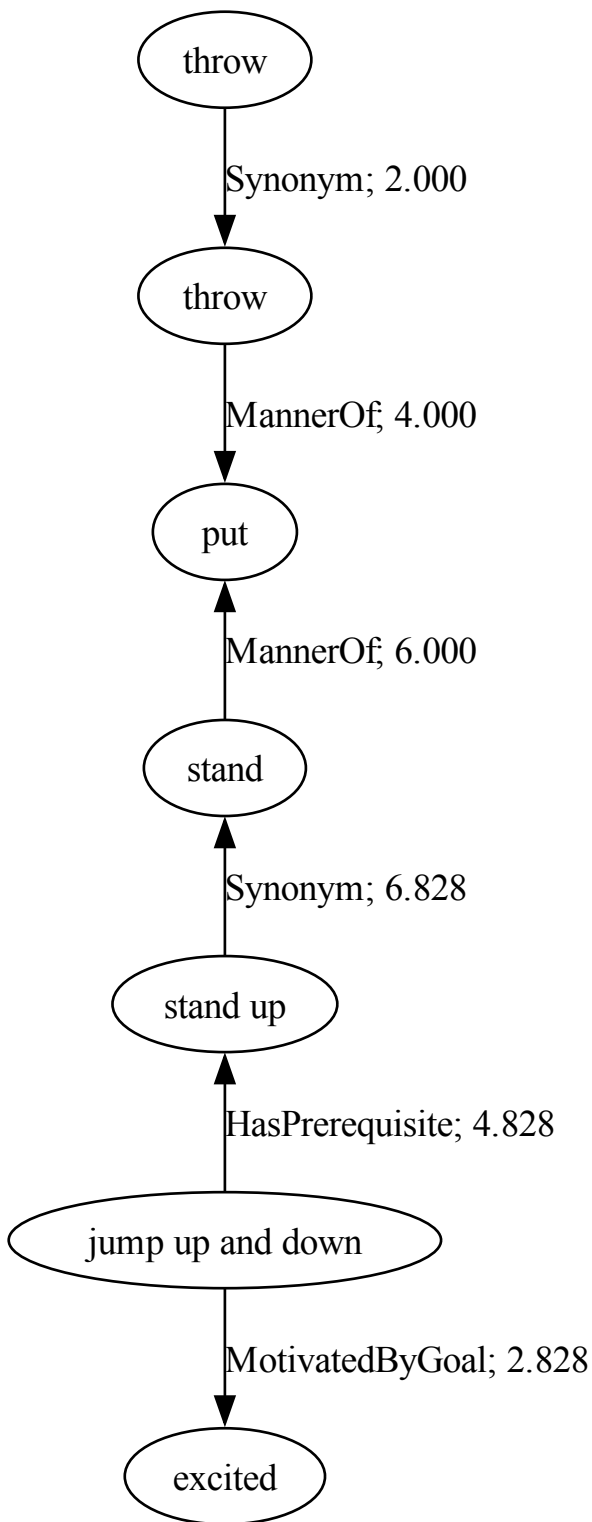 throw
Synonym; 2.000
throw
MannerOf; 4.000
put
MannerOf; 6.000
stand
Synonym; 6.828
stand up
HasPrerequisite; 4.828
jump up and down
MotivatedByGoal; 2.828
excited